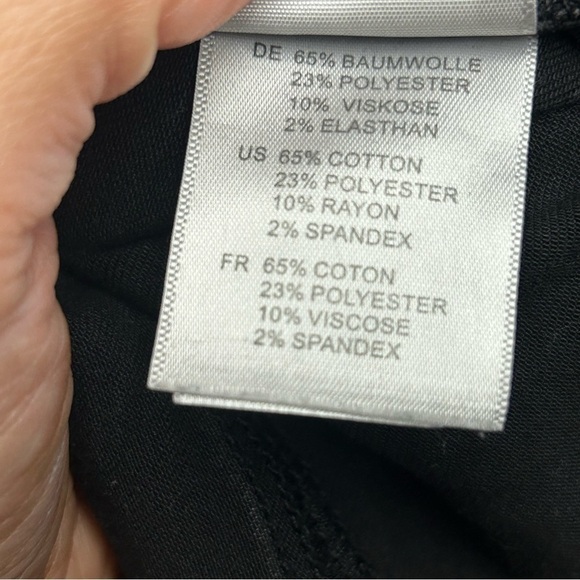 DE 65% BAUMWOLLE
23% POLYESTER
10% VISKOSE
2% ELASTHAN
US 65% COTTON
23% POLYESTER
10% RAYON
2% SPANDEX
FR 65% COTON
23% POLYESTER
10% VISCOSE
2% SPANDEX